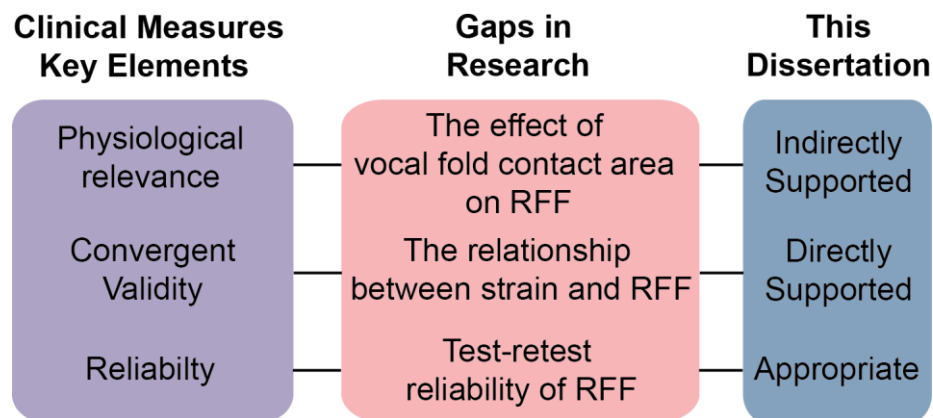 Clinical Measures
Key Elements
Gaps in
Research
This
Dissertation
Physiological
relevance
The effect of
vocal fold contact area
on RFF
Indirectly
Supported
Convergent
Validity
The relationship
between strain and RFF
Directly
Supported
Reliabilty
Test-retest
reliability of RFF
Appropriate